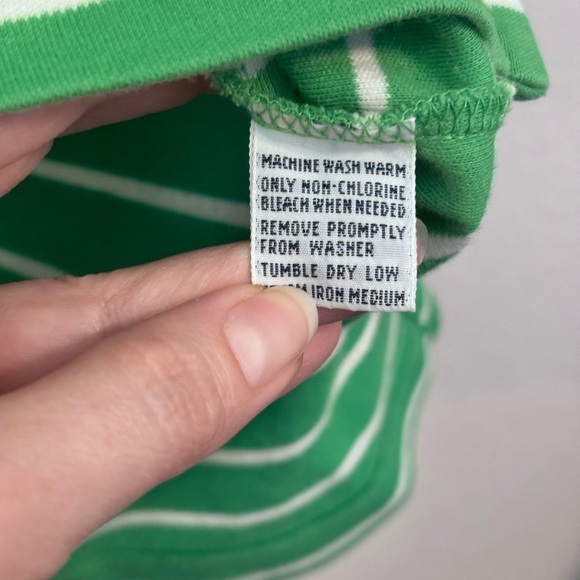 MACHINE WASH WARM
ONLY NON-CHLORINE
BLEACH WHEN NEEDED
REMOVE PROMPTLY
FROM WASHER
TUMBLE DRY LOW
IRON MEDIUM